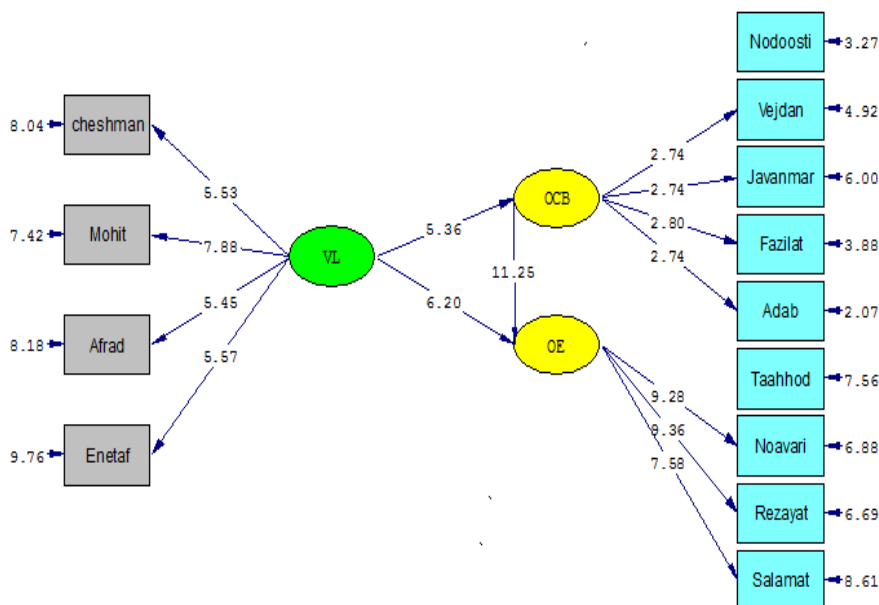 8.04
cheshman
7.42
Mohit
8.18
Afrad
9.76
Enetaf
5.53
7.88
5.45
5.57
VL
5.36
6.20
OCB
11.25
OE
2.74
2.74
2.80
2.74
9.28
9.36
7.58
Nodoosti
3.27
Vejdan
4.92
Javanmar
6.00
Fazilat
3.88
Adab
2.07
Taahhod
7.56
Noavari
6.88
Rezayat
6.69
Salamat
8.61